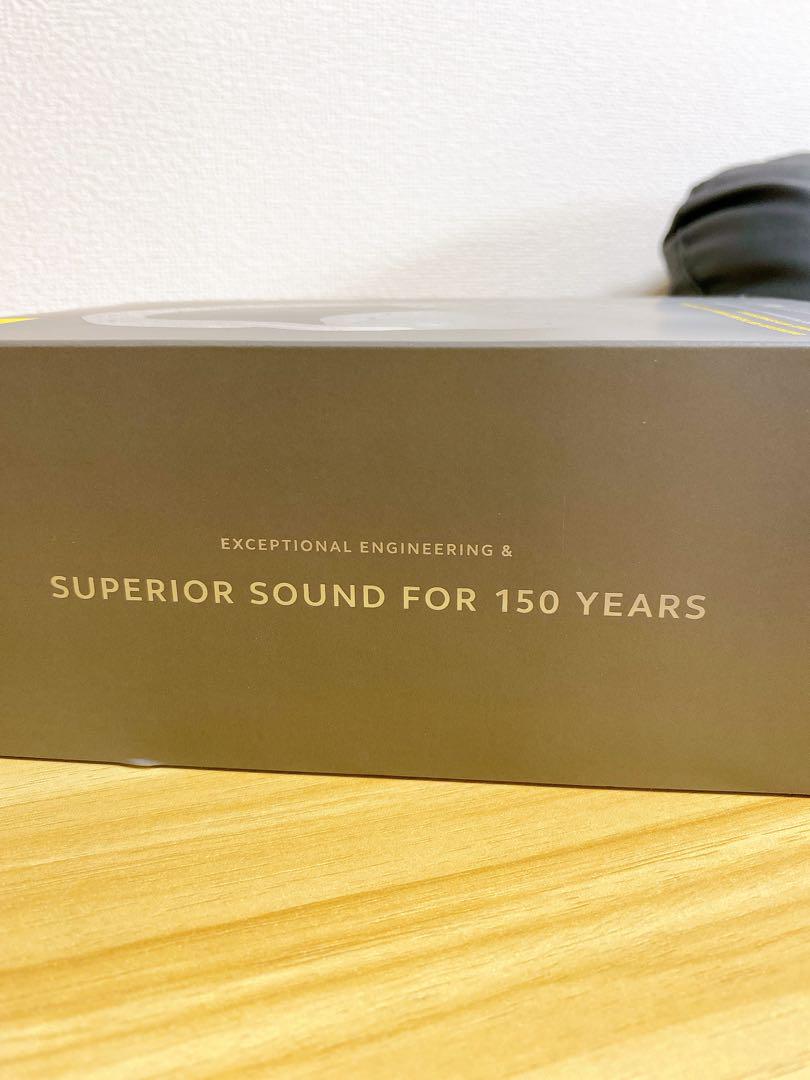 EXCEPTIONAL ENGINEERING &
SUPERIOR SOUND FOR 150 YEARS